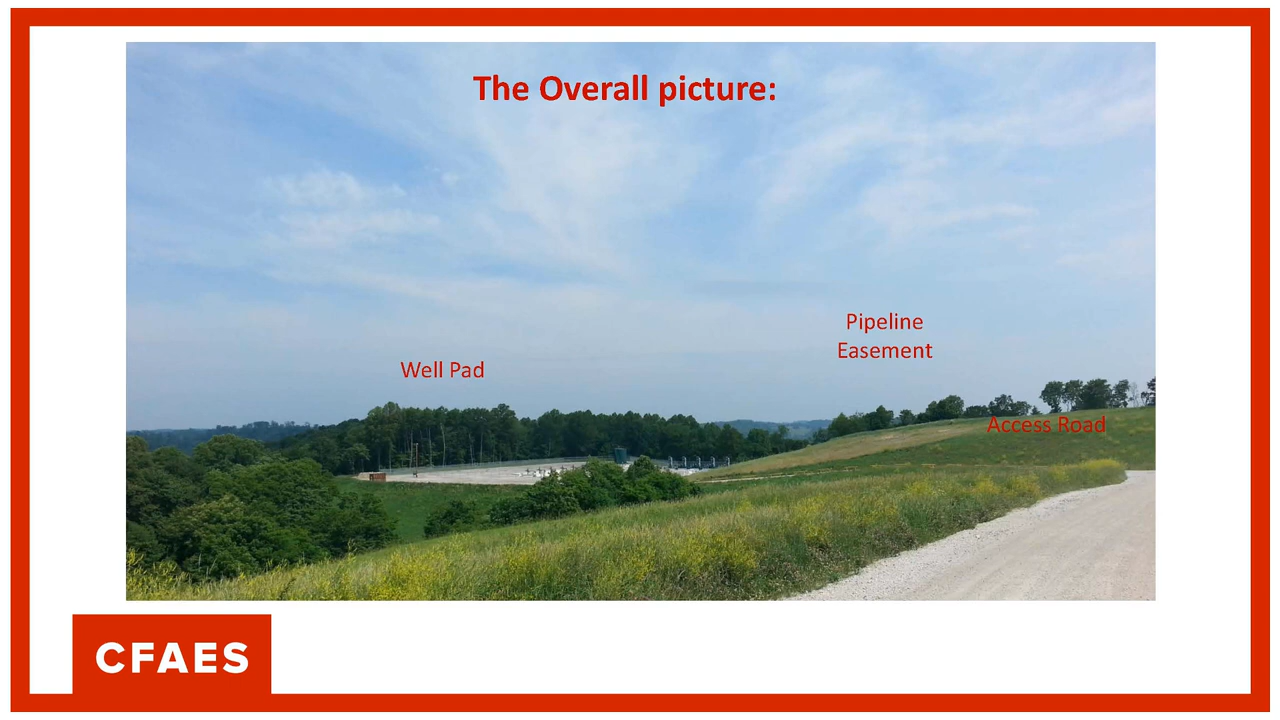 The Overall picture:
Pipeline
Easement
Well Pad
Access Road
CFAES